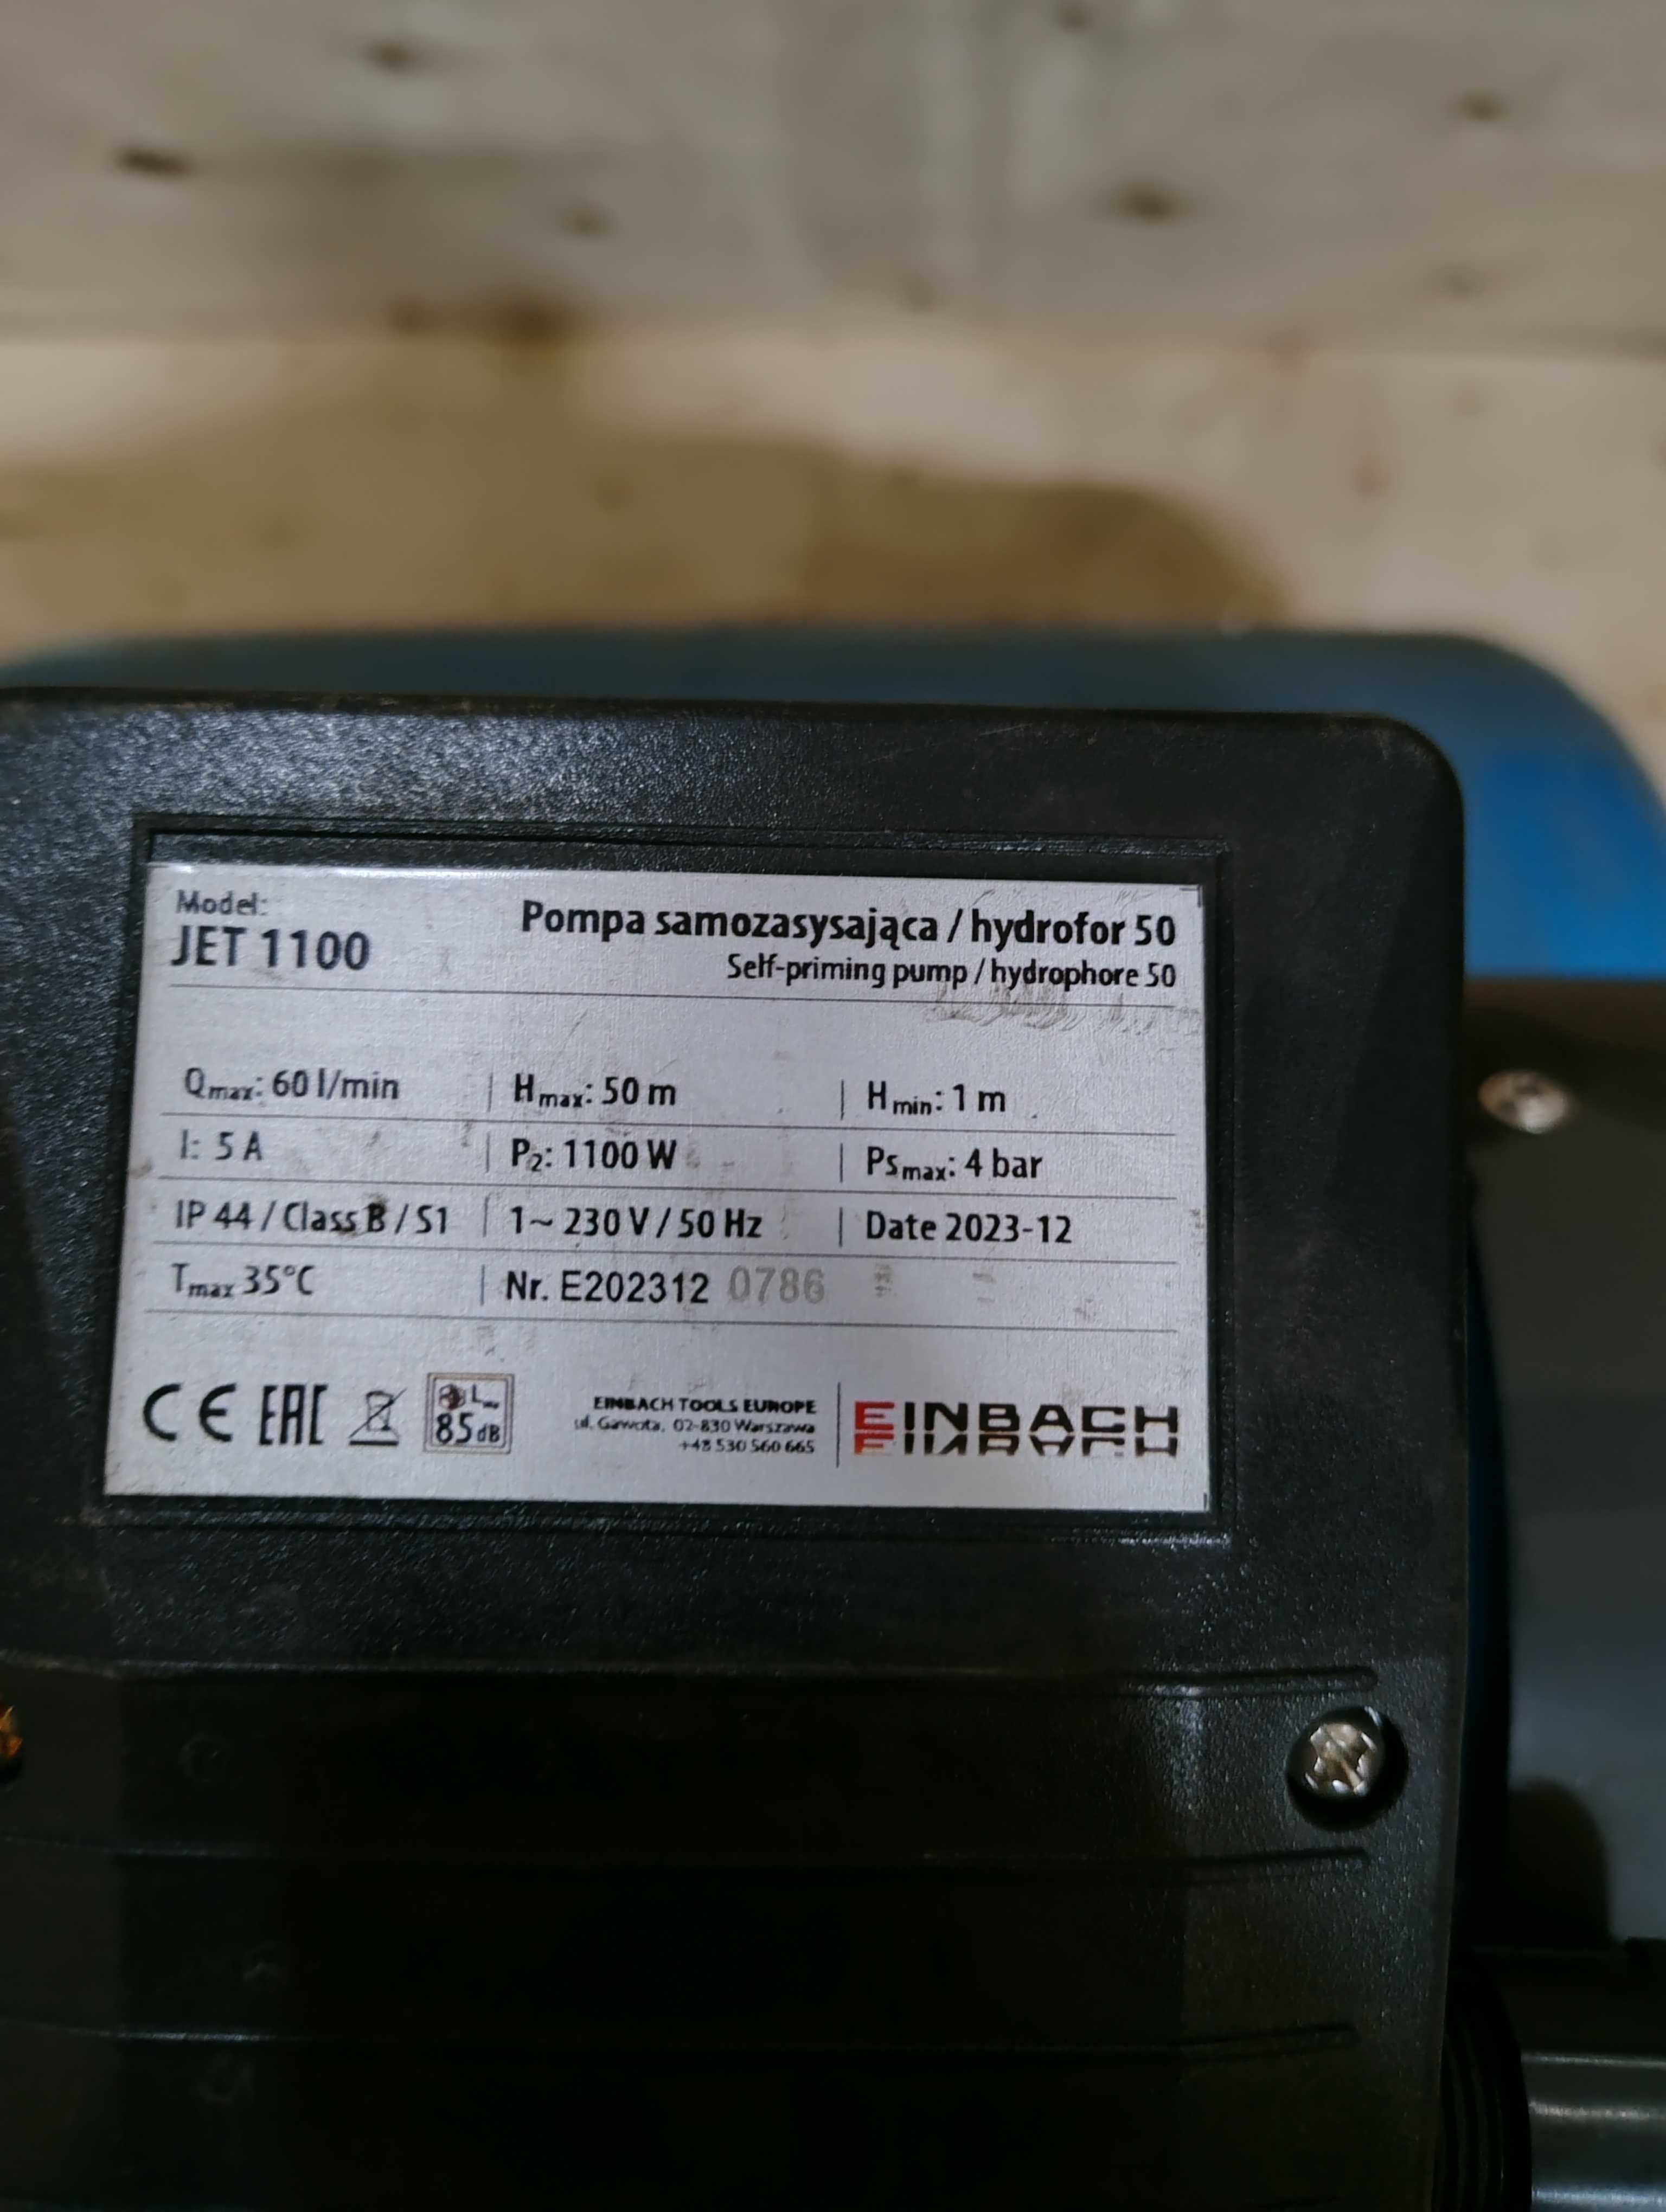 Model:
JET 1100
Pompa samozasysająca / hydrofor 50
Self-priming pump / hydrophore 50
Qmax: 60 l/min | Hmax: 50 m | Hmin: 1 m
I: 5 A | P2: 1100 W | Psmax: 4 bar
IP 44 / Class B / S1 | 1~ 230 V / 50 Hz | Date 2023-12
Tmax 35°C | Nr. E202312 0786
CE EAC
85 dB
EINBACH TOOLS EUROPE
ul. Gawota, 02-830 Warszawa
+48 530 560 665
EINBACH